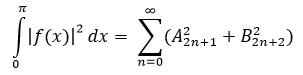 ∫₀^π |f(x)|² dx = ∑_{n=0}^{∞} (A²_{2n+1} + B²_{2n+2})